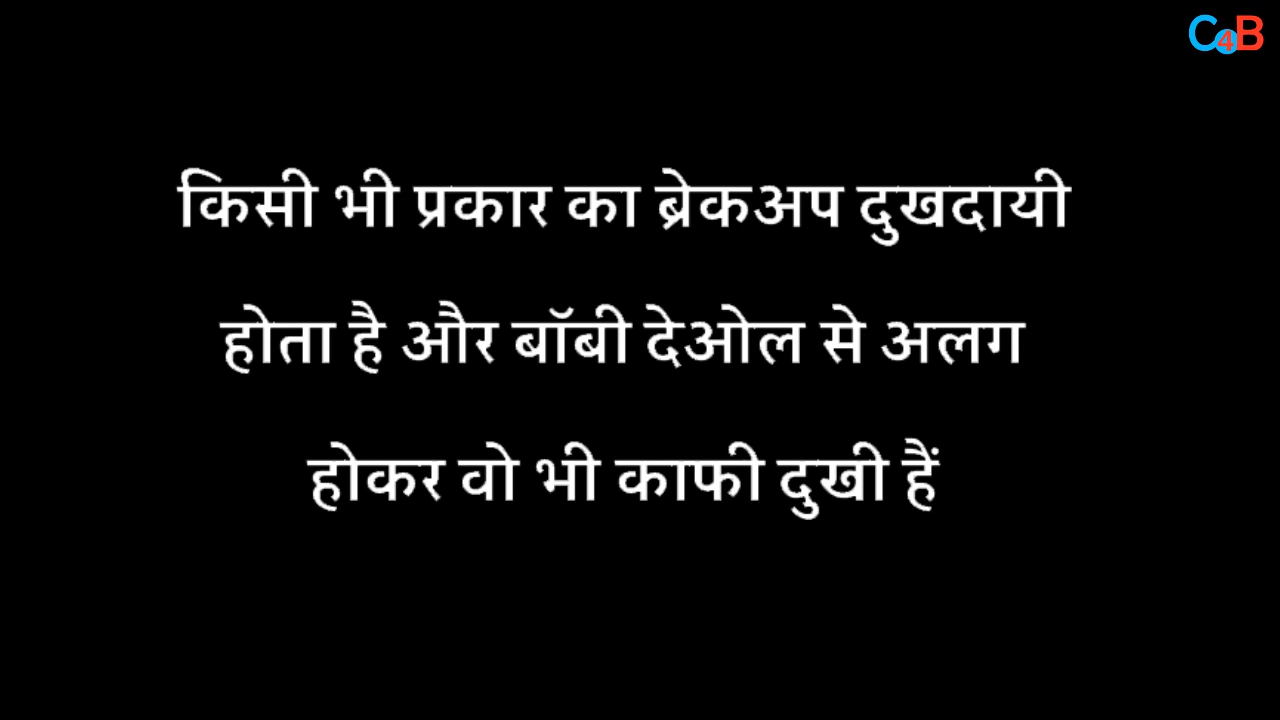 C4B
किसी भी प्रकार का ब्रेकअप दुखदायी
होता है और बॉबी देओल से अलग
होकर वो भी काफी दुखी हैं